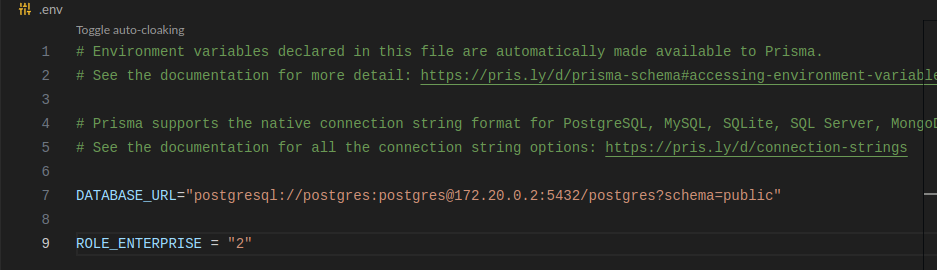 .env
Toggle auto-cloaking
1 # Environment variables declared in this file are automatically made available to Prisma.
2 # See the documentation for more detail: https://pris.ly/d/prisma-schema#accessing-environment-variable
3
4 # Prisma supports the native connection string format for PostgreSQL, MySQL, SQLite, SQL Server, Mongo
5 # See the documentation for all the connection string options: https://pris.ly/d/connection-strings
6
7 DATABASE_URL="postgresql://postgres:postgres@172.20.0.2:5432/postgres?schema=public"
8
9 ROLE_ENTERPRISE = "2"